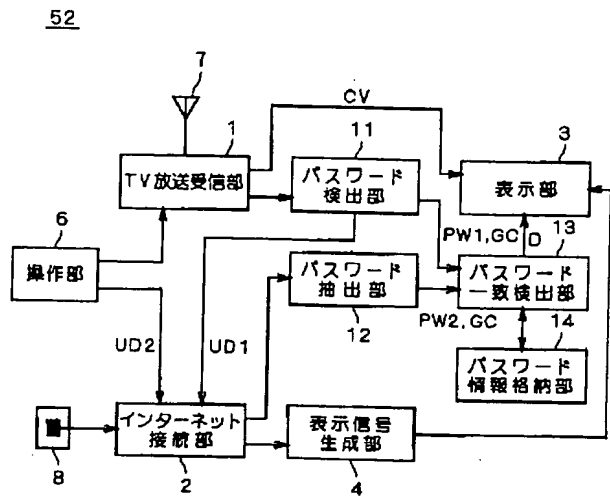 52
7
1
CV
11
3
TV放送受信部
パスワード
検出部
表示部
6
操作部
PW1,GC
D
13
パスワード
抽出部
パスワード
一致検出部
12
PW2,GC
14
UD2
UD1
パスワード
情報格納部
8
インターネット
接続部
表示信号
生成部
2
4